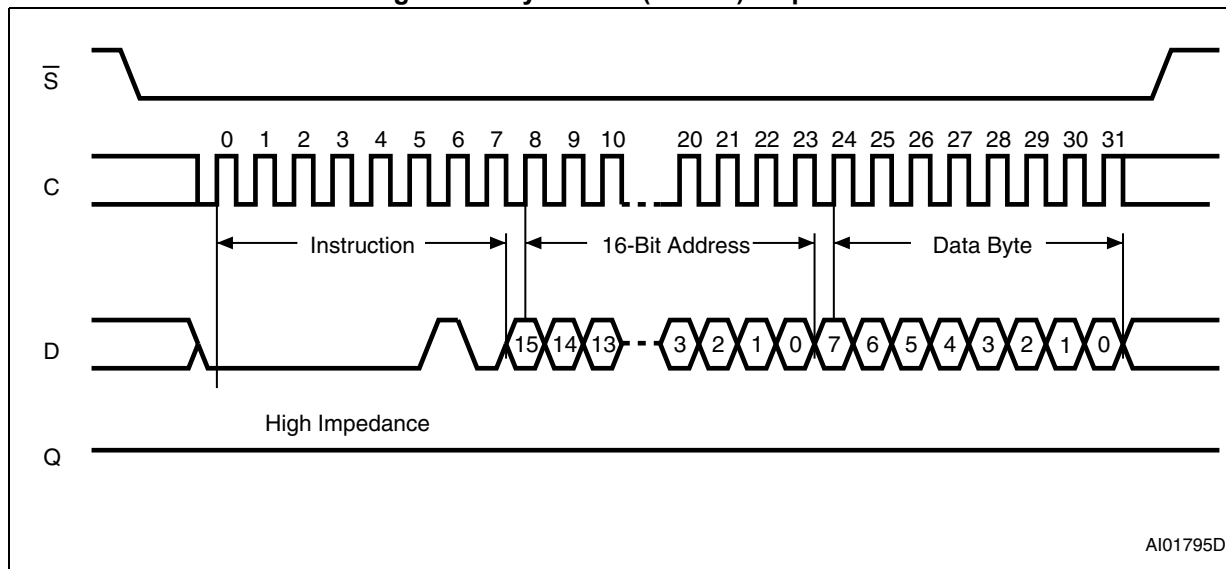 S
0 1 2 3 4 5 6 7 8 9 10 20 21 22 23 24 25 26 27 28 29 30 31
C
Instruction 16-Bit Address Data Byte
D
15 14 13 3 2 1 0 7 6 5 4 3 2 1 0
High Impedance
Q
AI01795D